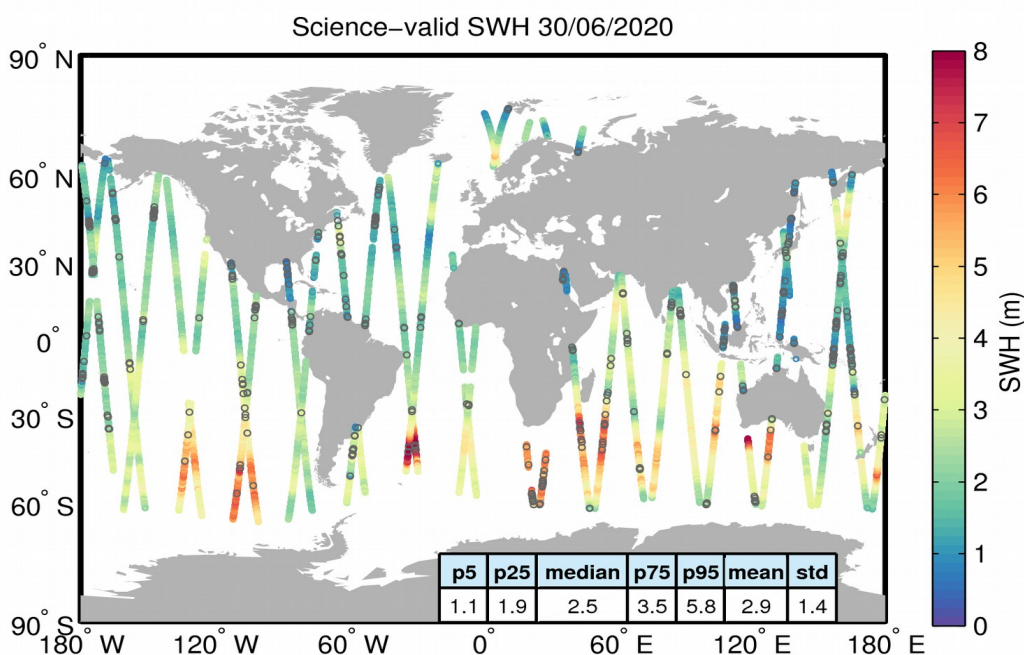 Science−valid SWH 30/06/2020
90° N
60° N
30° N
0°
30° S
60° S
90° S
180° W
120° W
60° W
0°
60° E
120° E
180° E
p5 p25 median p75 p95 mean std
1.1 1.9 2.5 3.5 5.8 2.9 1.4
8
7
6
5
4
3
2
1
0
SWH (m)